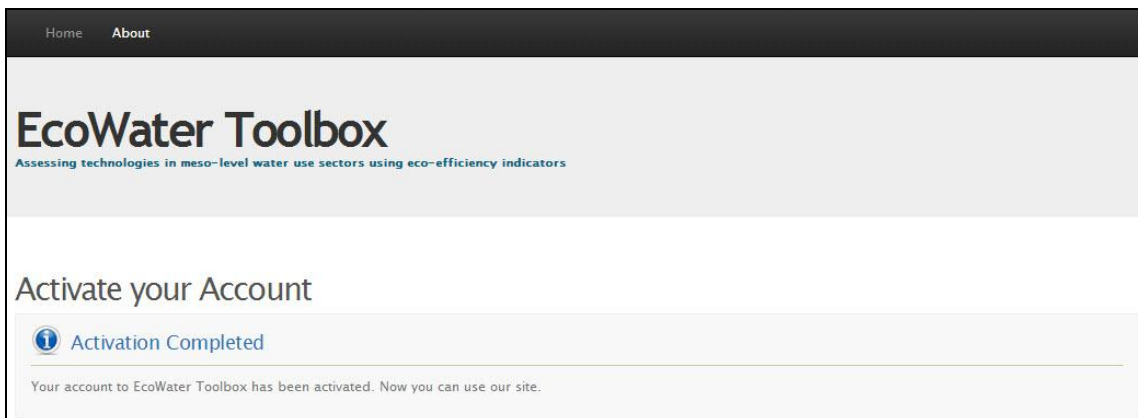 Home About
EcoWater Toolbox
Assessing technologies in meso-level water use sectors using eco-efficiency indicators
Activate your Account
Activation Completed
Your account to EcoWater Toolbox has been activated. Now you can use our site.